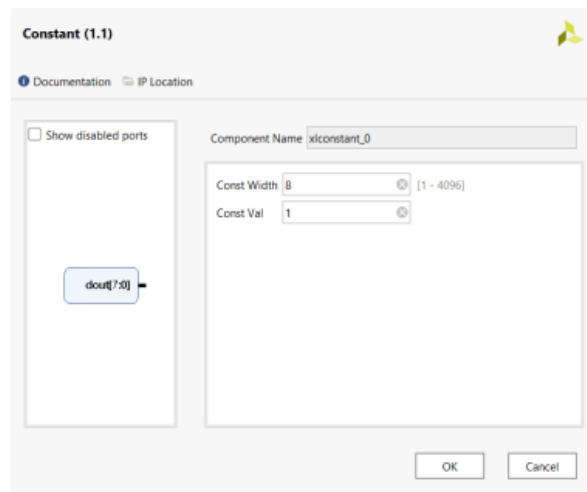 Constant (1.1)
Documentation IP Location
Show disabled ports
Component Name xlconstant_0
Const Width 8 [1 - 4096]
Const Val 1
dout[7:0]
OK Cancel